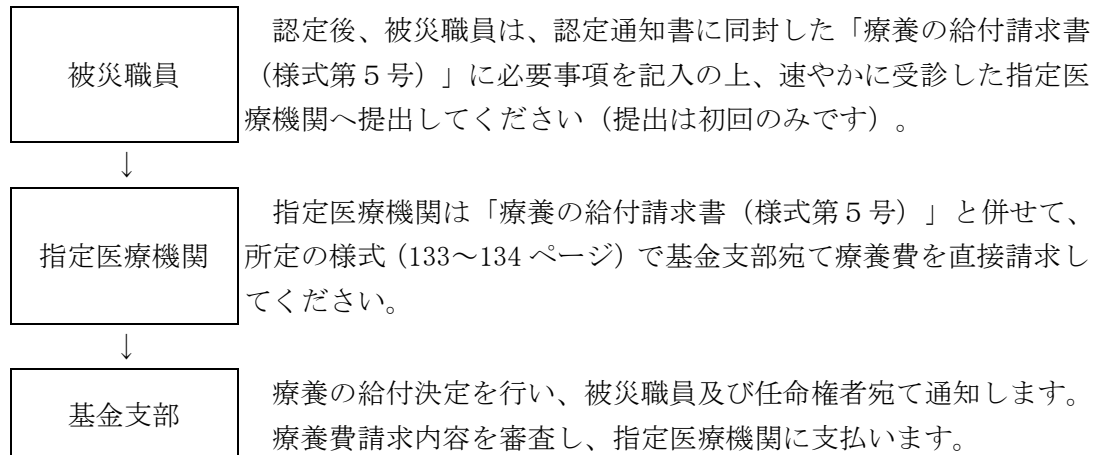 認定後、被災職員は、認定通知書に同封した「療養の給付請求書
被災職員
（様式第５号）」に必要事項を記入の上、速やかに受診した指定医
療機関へ提出してください（提出は初回のみです）。
↓
指定医療機関は「療養の給付請求書（様式第５号）」と併せて、
指定医療機関
所定の様式（133～134 ページ）で基金支部宛て療養費を直接請求し
てください。
↓
基金支部
療養の給付決定を行い、被災職員及び任命権者宛て通知します。
療養費請求内容を審査し、指定医療機関に支払います。